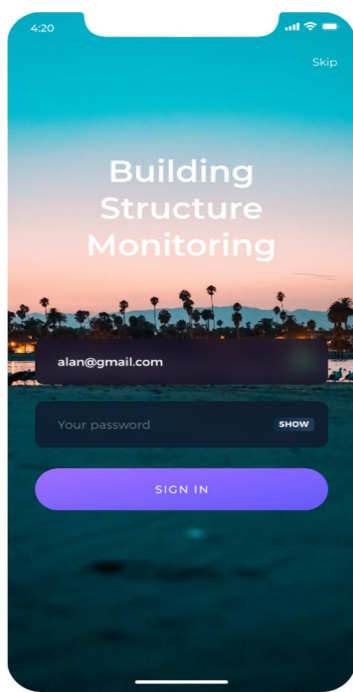 4:20
Skip
Building
Structure
Monitoring
alan@gmail.com
Your password
SHOW
SIGN IN